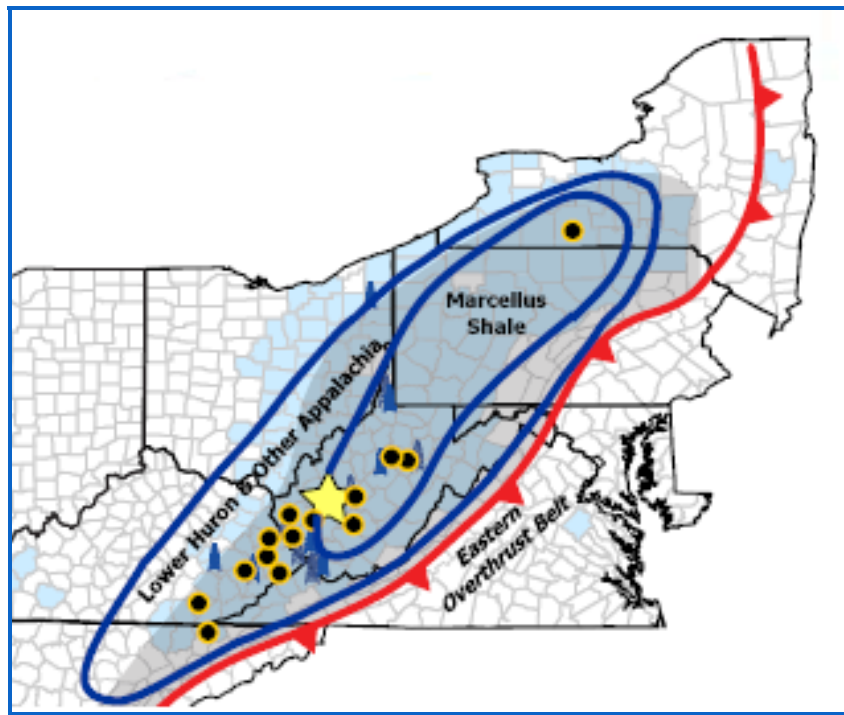 Marcellus
Shale
Lower Huron & Other Appalachia
Eastern
Overthrust Belt